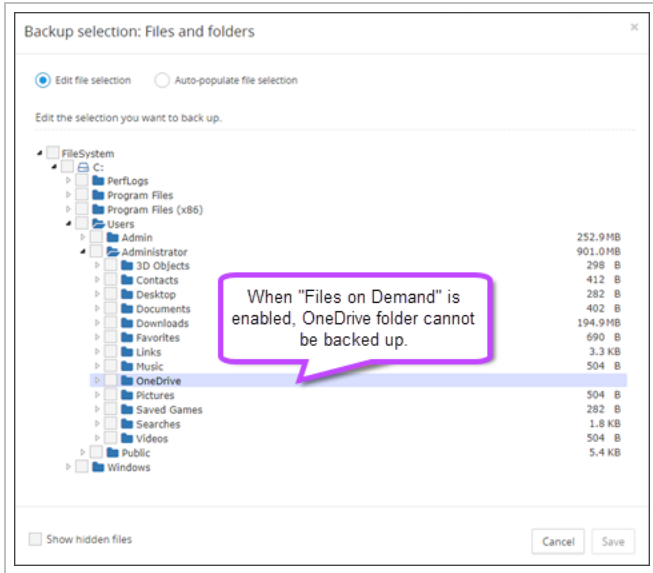 Backup selection: Files and folders
×
Edit file selection Auto-populate file selection
Edit the selection you want to back up.
FileSystem
C:
PerfLogs
Program Files
Program Files (x86)
Users
Admin 252.9MB
Administrator 901.0MB
3D Objects 298 B
Contacts 412 B
Desktop 282 B
Documents 402 B
Downloads 194.9MB
Favorites 690 B
Links 3.3 KB
Music 504 B
OneDrive
Pictures 504 B
Saved Games 282 B
Searches 1.8 KB
Videos 504 B
Public 5.4 KB
Windows
When "Files on Demand" is
enabled, OneDrive folder cannot
be backed up.
Show hidden files
Cancel Save